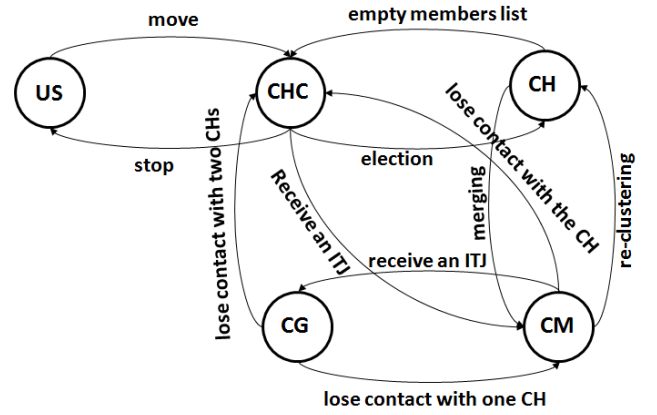 move
empty members list
US
CHC
CH
stop
election
lose contact with two CHs
Receive an ITJ
lose contact with the CH
merging
re-clustering
receive an ITJ
CG
CM
lose contact with one CH